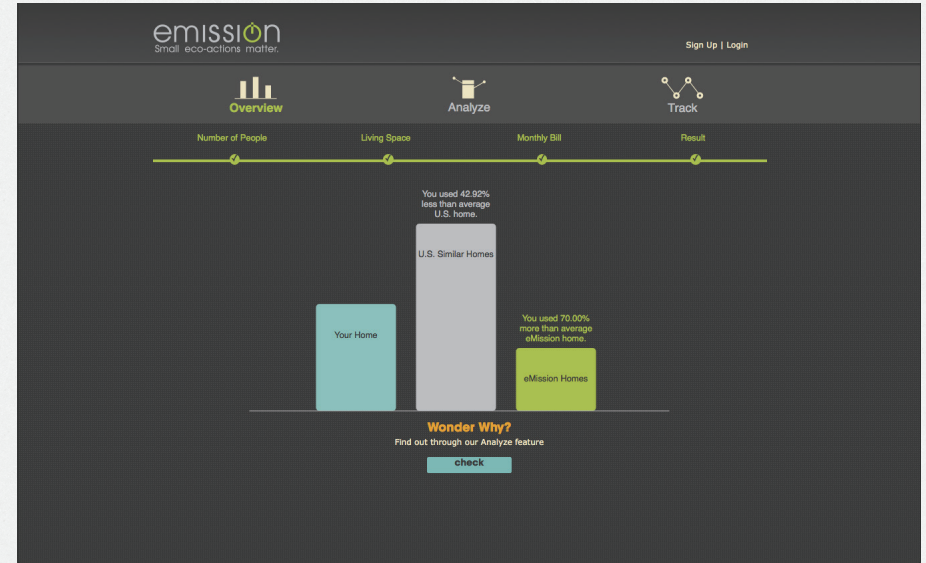 emission
Small eco-actions matter.
Sign Up | Login
Overview
Analyze
Track
Number of People
Living Space
Monthly Bill
Result
You used 42.92%
less than average
U.S. home.
U.S. Similar Homes
Your Home
You used 70.00%
more than average
eMission home.
eMission Homes
Wonder Why?
Find out through our Analyze feature
check